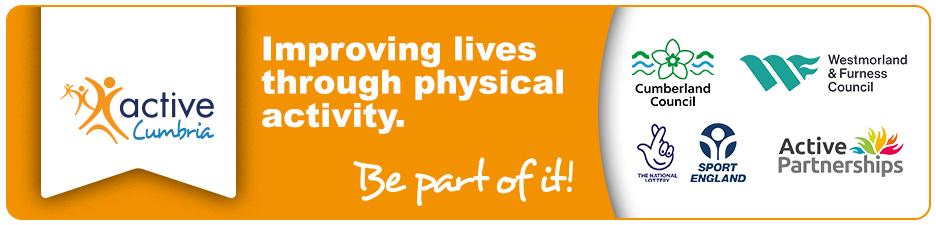 active
Cumbria
Improving lives
through physical
activity.
Be part of it!
Cumberland
Council
Westmorland
& Furness
Council
THE NATIONAL
LOTTERY
SPORT
ENGLAND
Active
Partnerships